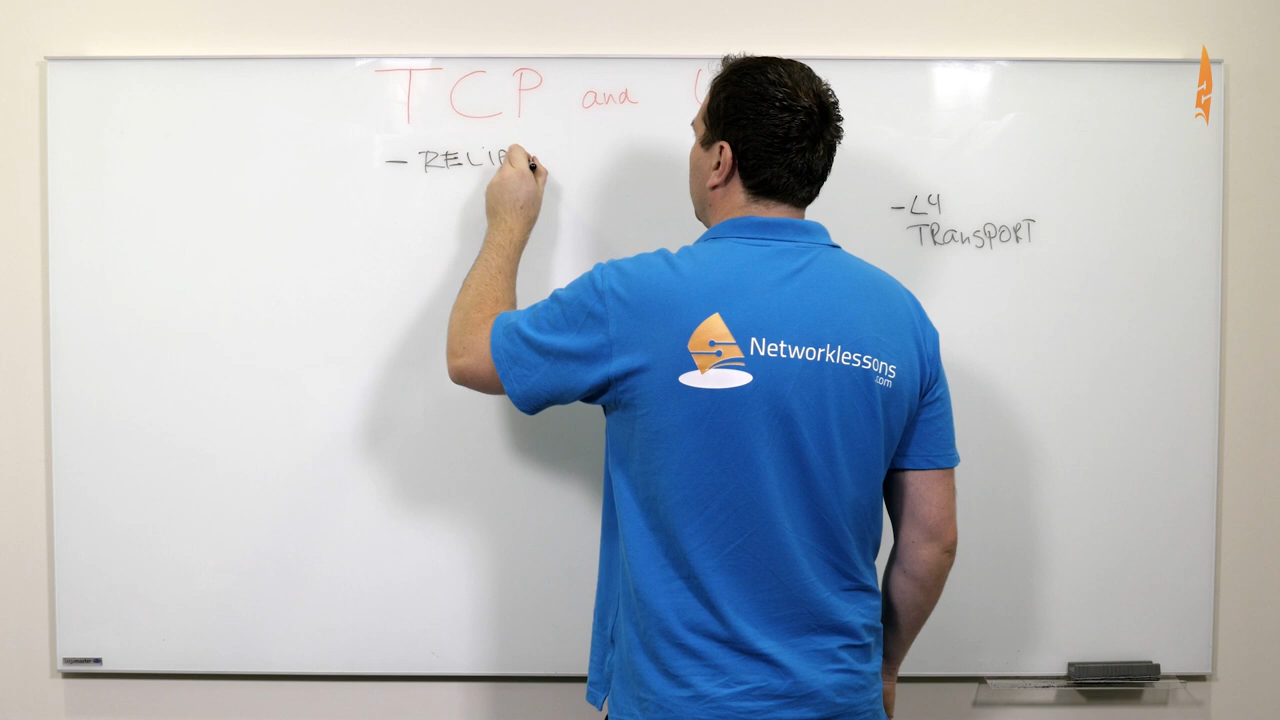 TCP and
- RELI
-L4
TRansPORT
Networklessons
.com